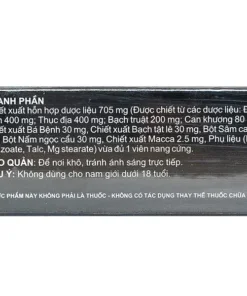 ANH PHẦN
iết xuất hỗn hợp dược liệu 705 mg (Được chiết từ các dược liệu: Đ
n 400 mg; Thục địa 400 mg; Bạch truật 200 mg; Can khương 80
iết xuất Bá Bệnh 30 mg, Chiết xuất Bạch tật lê 30 mg, Bột Sâm ca
g, Bột Nấm ngọc cẩu 30 mg, Chiết xuất Macca 2.5 mg, Phụ liệu (
zoate, Talc, Mg stearate) vừa đủ 1 viên nang cứng.
O QUẢN: Để nơi khô, tránh ánh sáng trực tiếp.
U Ý: Không dùng cho nam giới dưới 18 tuổi.
ỰC PHẨM NÀY KHÔNG PHẢI LÀ THUỐC - KHÔNG CÓ TÁC DỤNG THAY THẾ THUỐC CHỮA